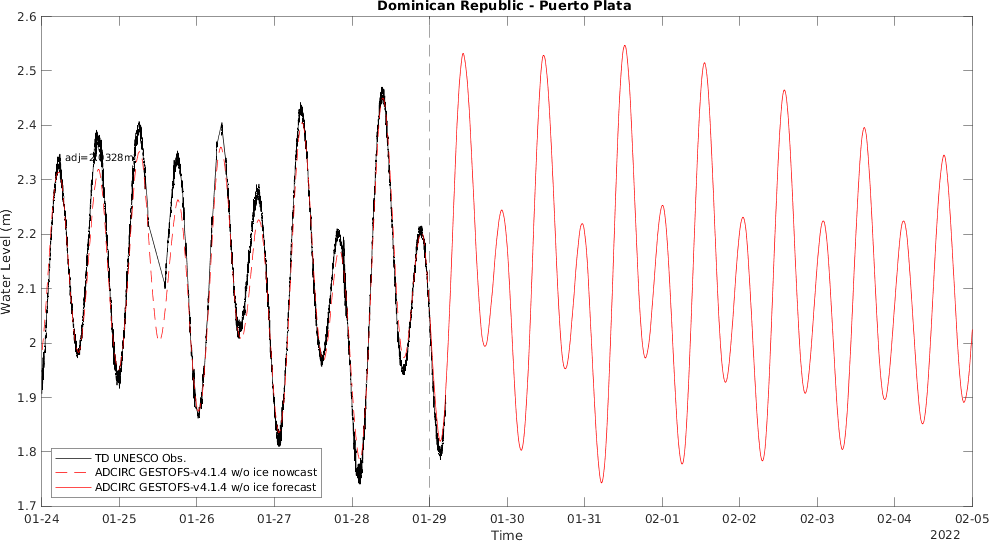 Dominican Republic - Puerto Plata
2.6
2.5
2.4
2.3
2.2
2.1
2
1.9
1.8
1.7
Water Level (m)
adj=2.0328m
TD UNESCO Obs.
ADCIRC GESTOFS-v4.1.4 w/o ice nowcast
ADCIRC GESTOFS-v4.1.4 w/o ice forecast
01-24 01-25 01-26 01-27 01-28 01-29 01-30 01-31 02-01 02-02 02-03 02-04 02-05
Time
2022